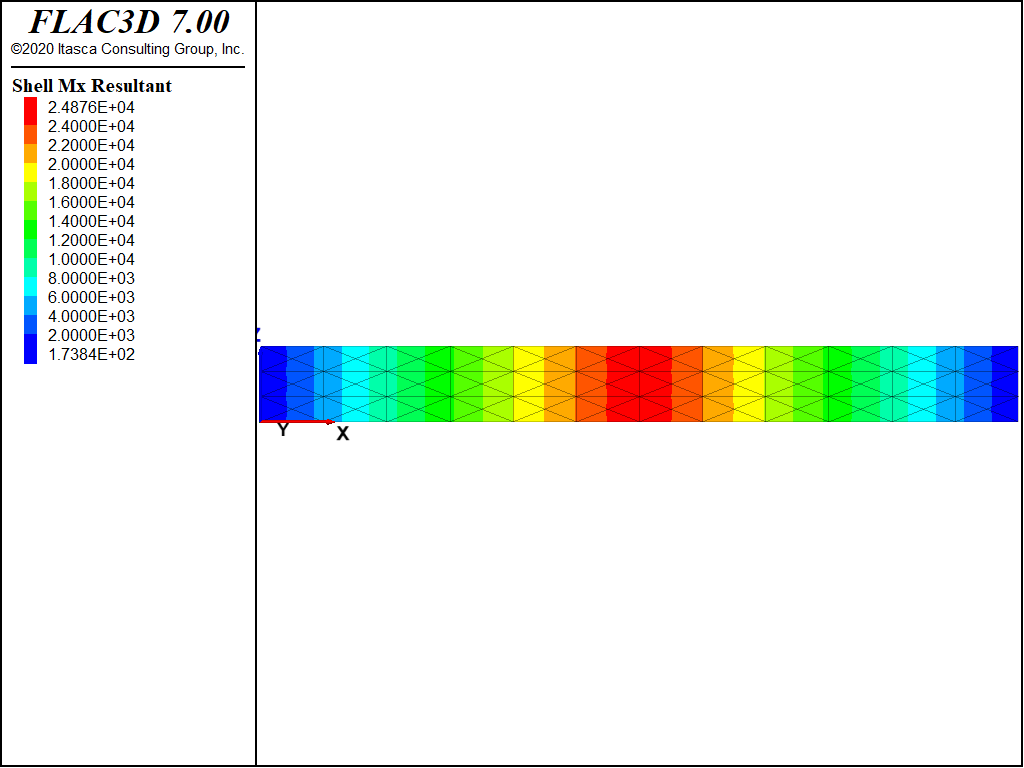 FLAC3D 7.00
©2020 Itasca Consulting Group, Inc.
Shell Mx Resultant
2.4876E+04
2.4000E+04
2.2000E+04
2.0000E+04
1.8000E+04
1.6000E+04
1.4000E+04
1.2000E+04
1.0000E+04
8.0000E+03
6.0000E+03
4.0000E+03
2.0000E+03
1.7384E+02
Y
X